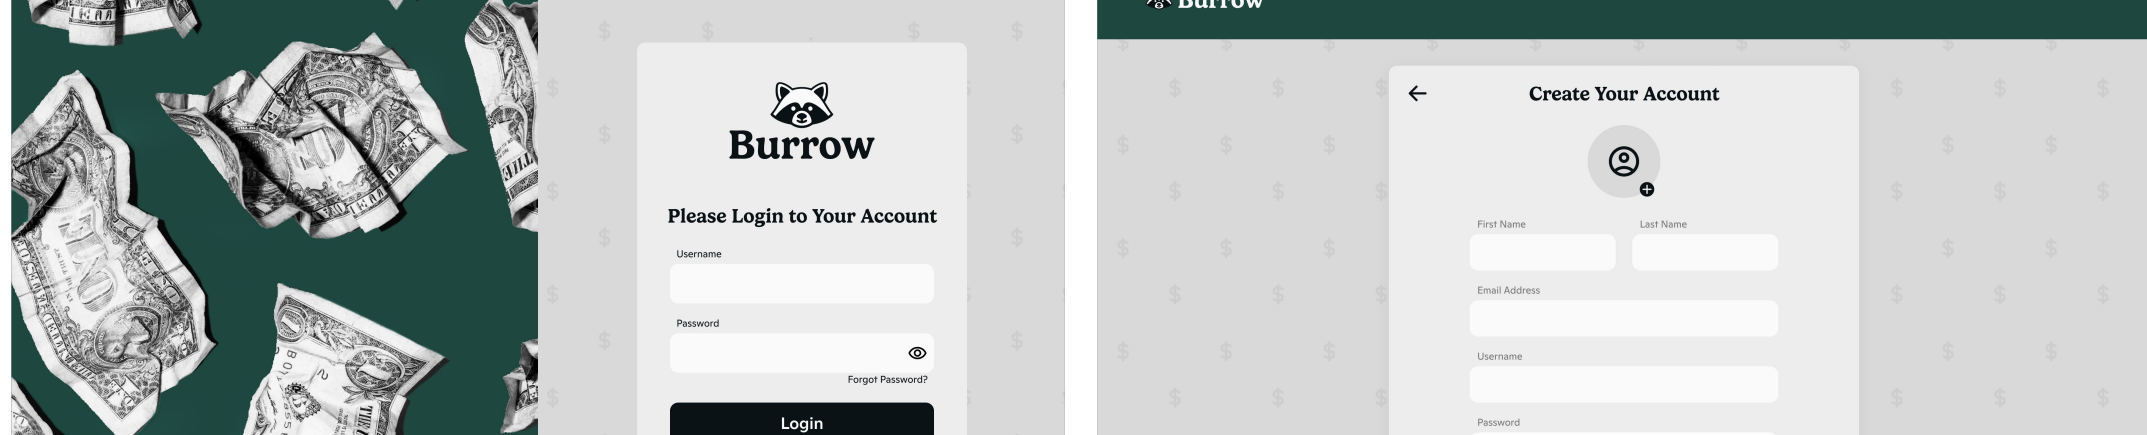 Burrow
Please Login to Your Account
Username
Password
Forgot Password?
Login
Burrow
Create Your Account
First Name
Last Name
Email Address
Username
Password